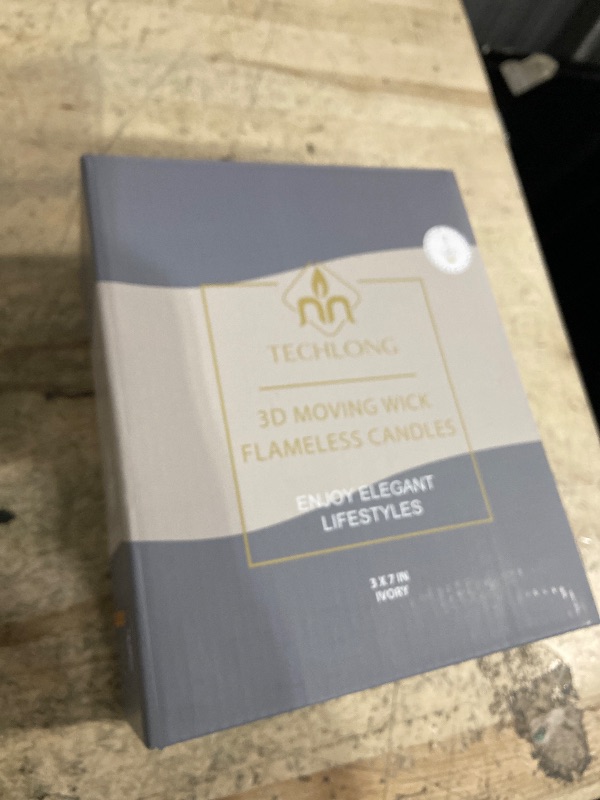 TECHLONG
3D MOVING WICK
FLAMELESS CANDLES
ENJOY ELEGANT
LIFESTYLES
3 X 7 IN
IVORY